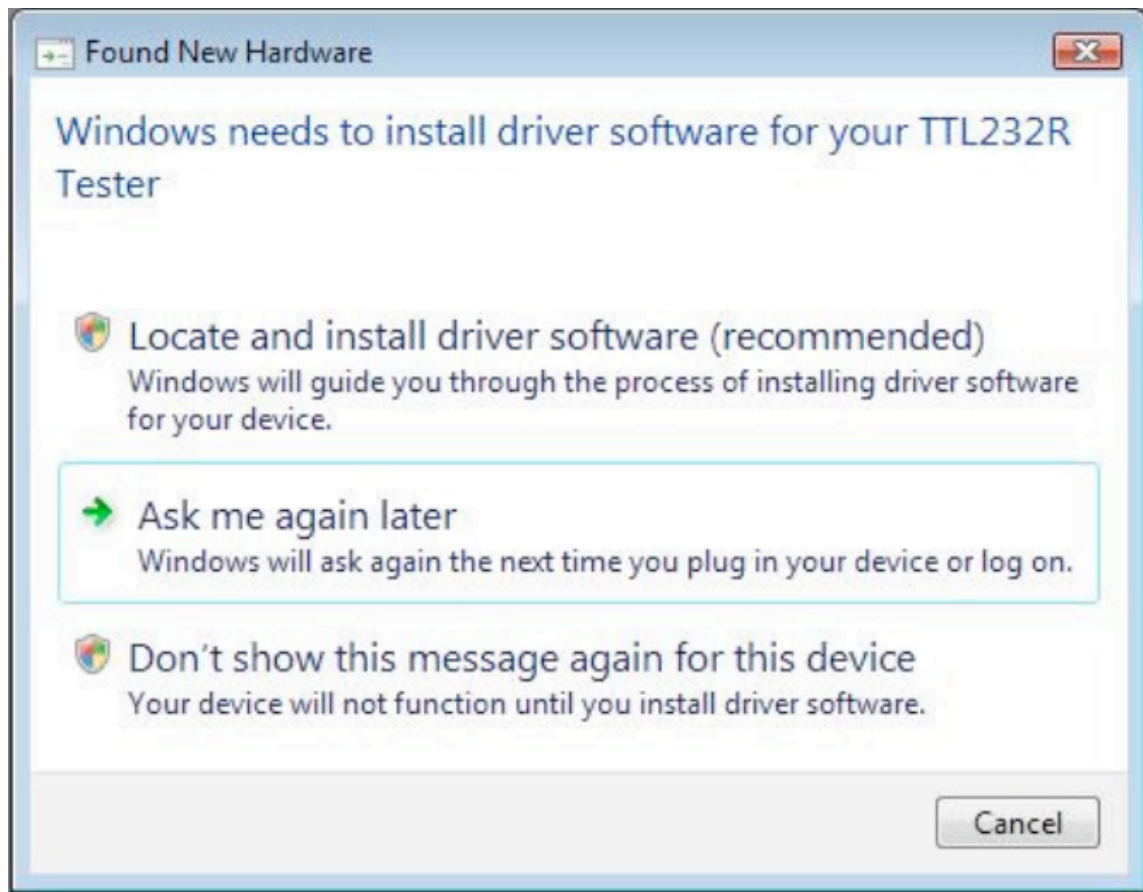 Found New Hardware
Windows needs to install driver software for your TTL232R
Tester
Locate and install driver software (recommended)
Windows will guide you through the process of installing driver software
for your device.
Ask me again later
Windows will ask again the next time you plug in your device or log on.
Don't show this message again for this device
Your device will not function until you install driver software.
Cancel